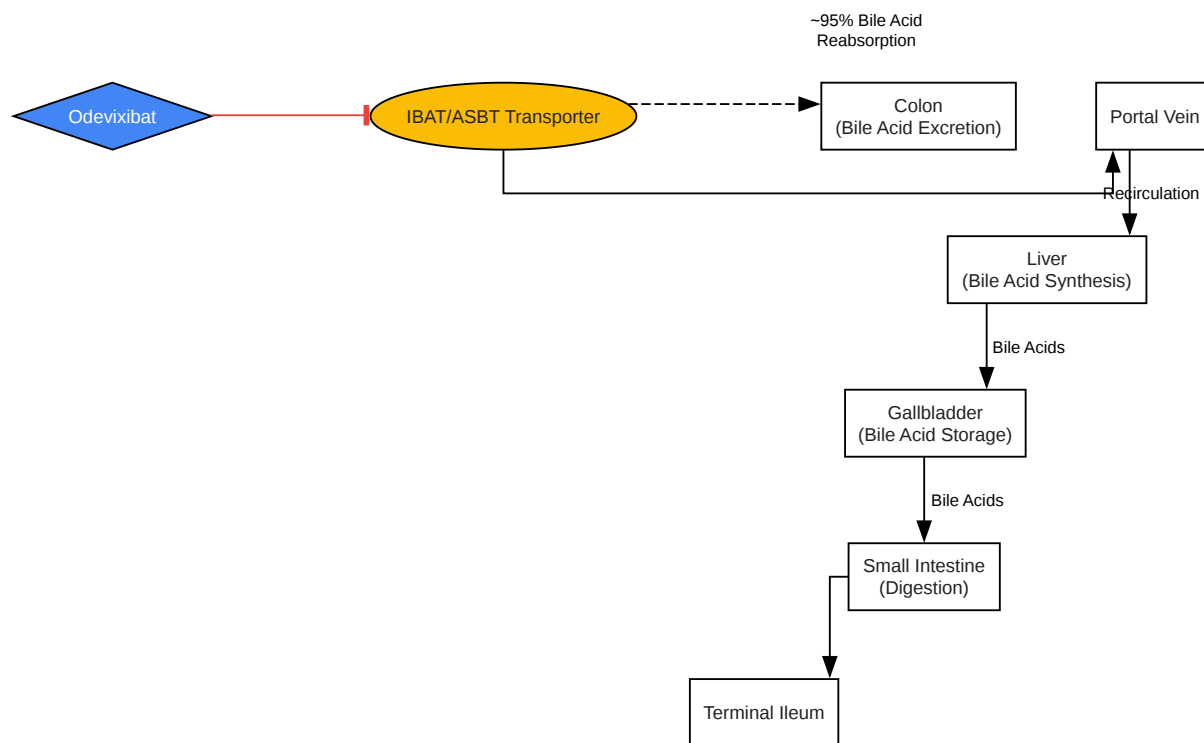 ~95% Bile Acid
Reabsorption
Odevixibat
IBAT/ASBT Transporter
Colon
(Bile Acid Excretion)
Portal Vein
Recirculation
Liver
(Bile Acid Synthesis)
Bile Acids
Gallbladder
(Bile Acid Storage)
Bile Acids
Small Intestine
(Digestion)
Terminal Ileum